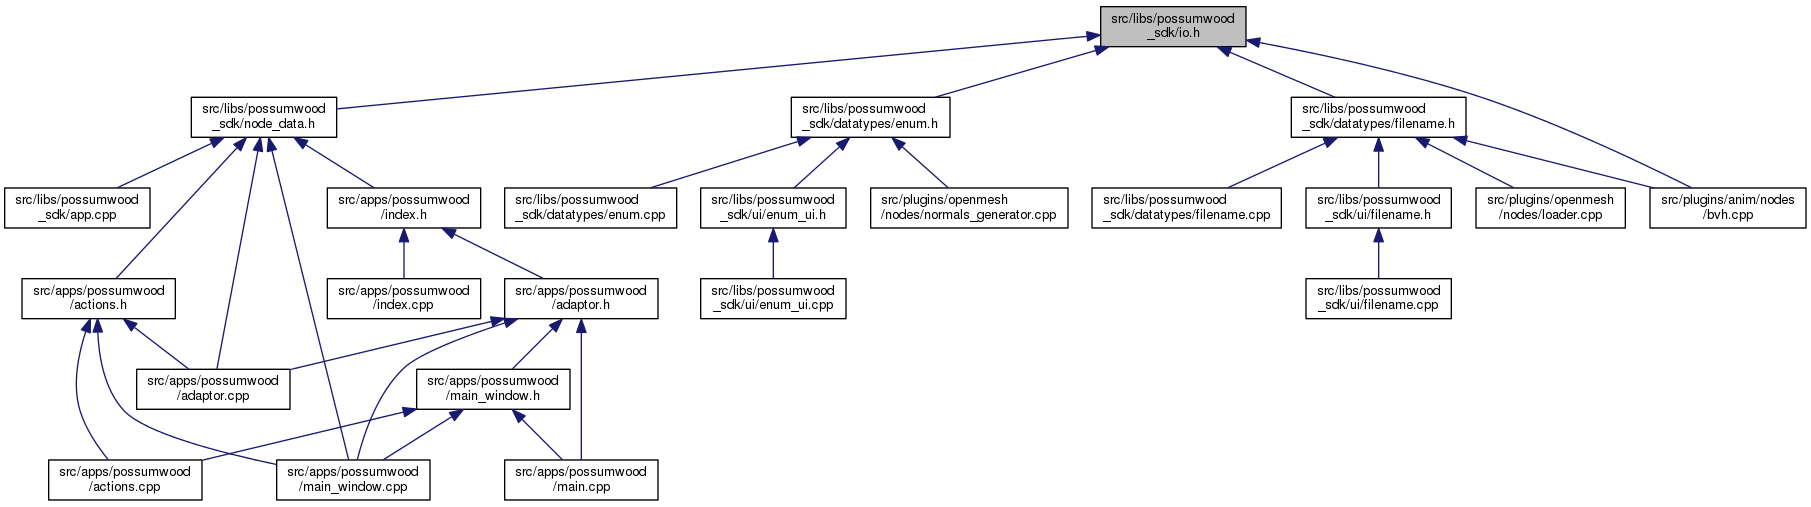 src/libs/possumwood
_sdk/io.h
src/libs/possumwood
_sdk/node_data.h
src/libs/possumwood
_sdk/datatypes/enum.h
src/libs/possumwood
_sdk/datatypes/filename.h
src/libs/possumwood
_sdk/app.cpp
src/apps/possumwood
/index.h
src/libs/possumwood
_sdk/datatypes/enum.cpp
src/libs/possumwood
_sdk/ui/enum_ui.h
src/plugins/openmesh
/nodes/normals_generator.cpp
src/libs/possumwood
_sdk/datatypes/filename.cpp
src/libs/possumwood
_sdk/ui/filename.h
src/plugins/openmesh
/nodes/loader.cpp
src/plugins/anim/nodes
/bvh.cpp
src/apps/possumwood
/actions.h
src/apps/possumwood
/index.cpp
src/apps/possumwood
/adaptor.h
src/libs/possumwood
_sdk/ui/enum_ui.cpp
src/libs/possumwood
_sdk/ui/filename.cpp
src/apps/possumwood
/adaptor.cpp
src/apps/possumwood
/main_window.h
src/apps/possumwood
/actions.cpp
src/apps/possumwood
/main_window.cpp
src/apps/possumwood
/main.cpp